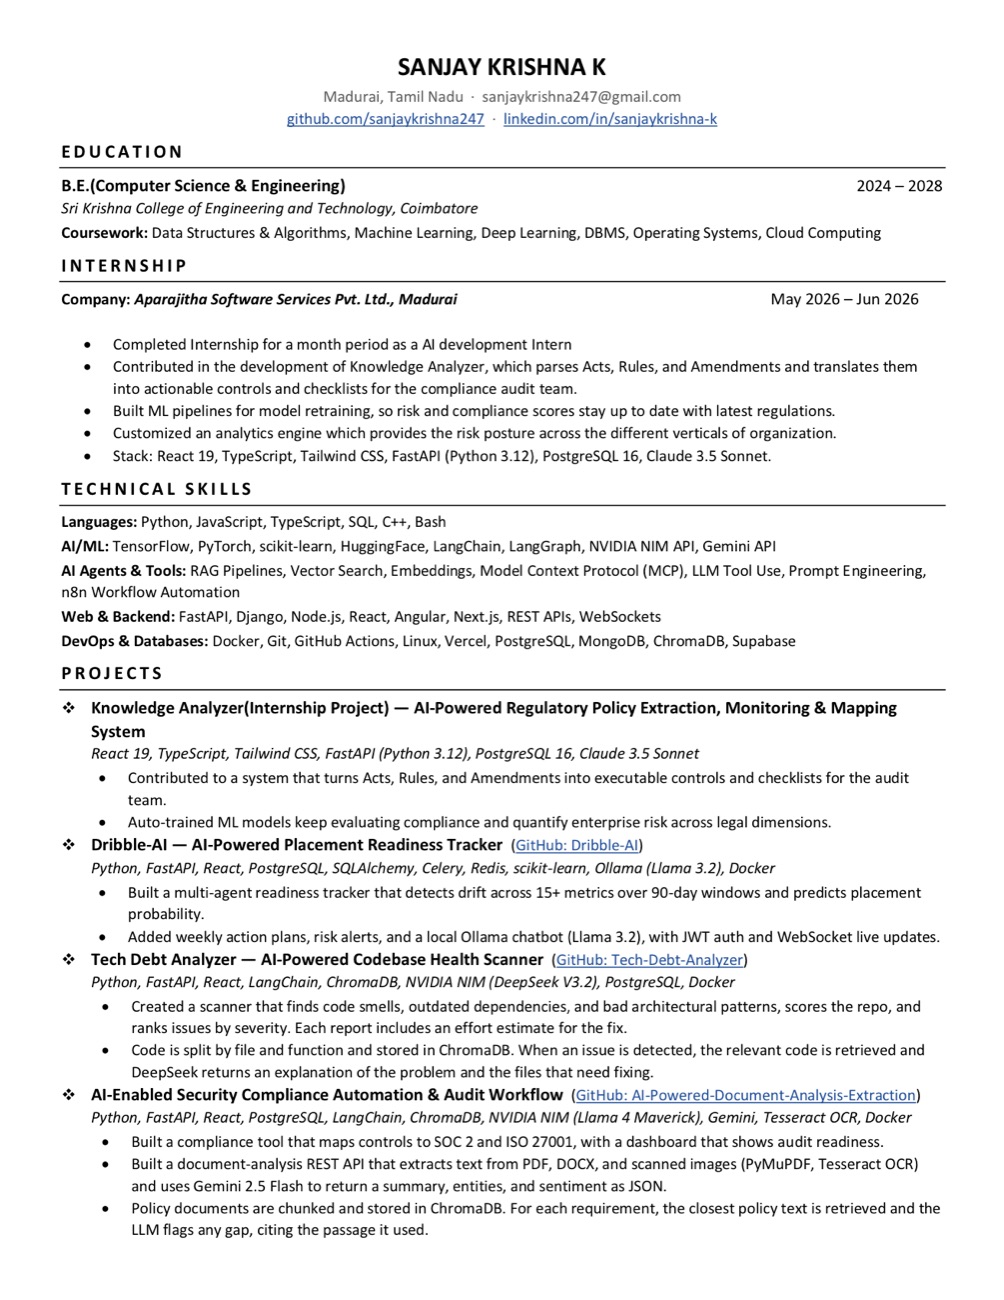 SANJAY KRISHNA K
Madurai, Tamil Nadu · sanjaykrishna247@gmail.com
github.com/sanjaykrishna247 · linkedin.com/in/sanjaykrishna-k
EDUCATION
B.E.(Computer Science & Engineering) 2024 – 2028
Sri Krishna College of Engineering and Technology, Coimbatore
Coursework: Data Structures & Algorithms, Machine Learning, Deep Learning, DBMS, Operating Systems, Cloud Computing
INTERNSHIP
Company: Aparajitha Software Services Pvt. Ltd., Madurai May 2026 – Jun 2026
• Completed Internship for a month period as a AI development Intern
• Contributed in the development of Knowledge Analyzer, which parses Acts, Rules, and Amendments and translates them
into actionable controls and checklists for the compliance audit team.
• Built ML pipelines for model retraining, so risk and compliance scores stay up to date with latest regulations.
• Customized an analytics engine which provides the risk posture across the different verticals of organization.
• Stack: React 19, TypeScript, Tailwind CSS, FastAPI (Python 3.12), PostgreSQL 16, Claude 3.5 Sonnet.
TECHNICAL SKILLS
Languages: Python, JavaScript, TypeScript, SQL, C++, Bash
AI/ML: TensorFlow, PyTorch, scikit-learn, HuggingFace, LangChain, LangGraph, NVIDIA NIM API, Gemini API
AI Agents & Tools: RAG Pipelines, Vector Search, Embeddings, Model Context Protocol (MCP), LLM Tool Use, Prompt Engineering,
n8n Workflow Automation
Web & Backend: FastAPI, Django, Node.js, React, Angular, Next.js, REST APIs, WebSockets
DevOps & Databases: Docker, Git, GitHub Actions, Linux, Vercel, PostgreSQL, MongoDB, ChromaDB, Supabase
PROJECTS
❖ Knowledge Analyzer(Internship Project) — AI-Powered Regulatory Policy Extraction, Monitoring & Mapping
System
React 19, TypeScript, Tailwind CSS, FastAPI (Python 3.12), PostgreSQL 16, Claude 3.5 Sonnet
• Contributed to a system that turns Acts, Rules, and Amendments into executable controls and checklists for the audit
team.
• Auto-trained ML models keep evaluating compliance and quantify enterprise risk across legal dimensions.
❖ Dribble-AI — AI-Powered Placement Readiness Tracker (GitHub: Dribble-AI)
Python, FastAPI, React, PostgreSQL, SQLAlchemy, Celery, Redis, scikit-learn, Ollama (Llama 3.2), Docker
• Built a multi-agent readiness tracker that detects drift across 15+ metrics over 90-day windows and predicts placement
probability.
• Added weekly action plans, risk alerts, and a local Ollama chatbot (Llama 3.2), with JWT auth and WebSocket live updates.
❖ Tech Debt Analyzer — AI-Powered Codebase Health Scanner (GitHub: Tech-Debt-Analyzer)
Python, FastAPI, React, LangChain, ChromaDB, NVIDIA NIM (DeepSeek V3.2), PostgreSQL, Docker
• Created a scanner that finds code smells, outdated dependencies, and bad architectural patterns, scores the repo, and
ranks issues by severity. Each report includes an effort estimate for the fix.
• Code is split by file and function and stored in ChromaDB. When an issue is detected, the relevant code is retrieved and
DeepSeek returns an explanation of the problem and the files that need fixing.
❖ AI-Enabled Security Compliance Automation & Audit Workflow (GitHub: AI-Powered-Document-Analysis-Extraction)
Python, FastAPI, React, PostgreSQL, LangChain, ChromaDB, NVIDIA NIM (Llama 4 Maverick), Gemini, Tesseract OCR, Docker
• Built a compliance tool that maps controls to SOC 2 and ISO 27001, with a dashboard that shows audit readiness.
• Built a document-analysis REST API that extracts text from PDF, DOCX, and scanned images (PyMuPDF, Tesseract OCR)
and uses Gemini 2.5 Flash to return a summary, entities, and sentiment as JSON.
• Policy documents are chunked and stored in ChromaDB. For each requirement, the closest policy text is retrieved and the
LLM flags any gap, citing the passage it used.